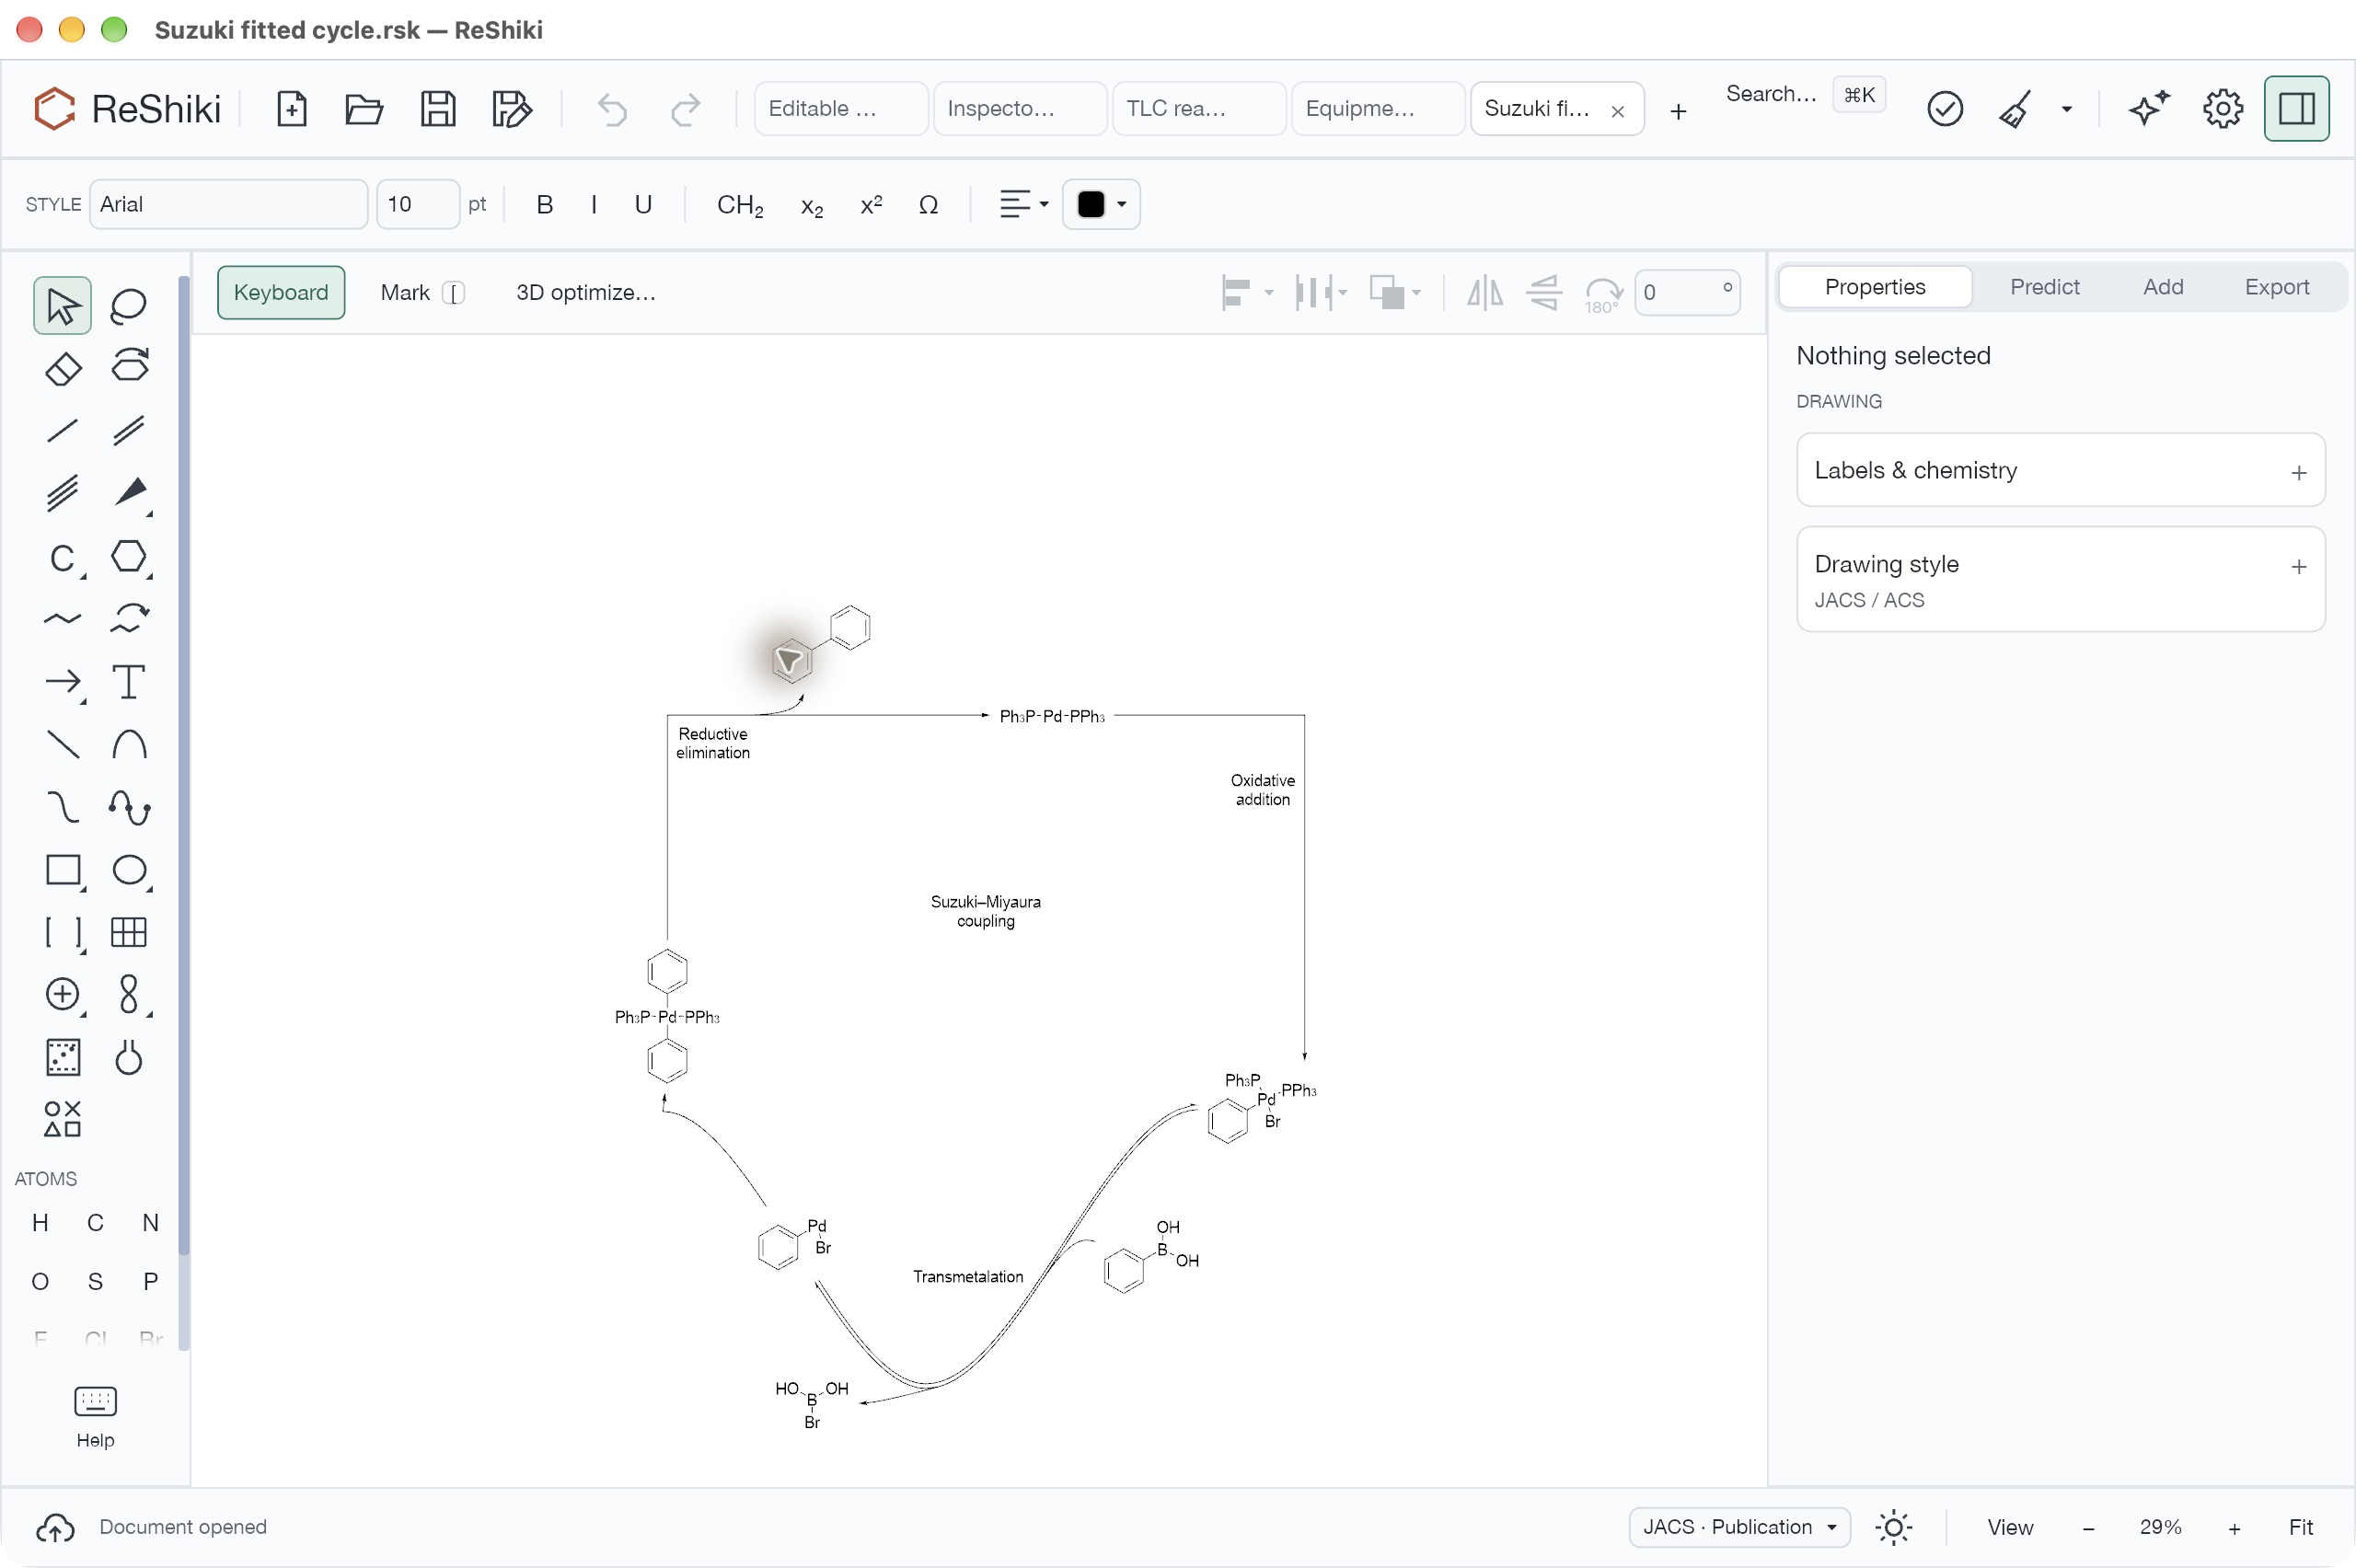 Suzuki fitted cycle.rsk — ReShiki
ReShiki
Editable ...
Inspecto...
TLC rea...
Equipme...
Suzuki fi... ×
+
Search...
⌘K
STYLE
Arial
10
pt
B
I
U
CH₂
x₂
x²
Ω
Keyboard
Mark [
3D optimize...
180°
0 °
Properties
Predict
Add
Export
Nothing selected
DRAWING
Labels & chemistry +
Drawing style +
JACS / ACS
C
T
ATOMS
H C N
O S P
F Cl Br
Help
Reductive
elimination
Ph₃P-Pd-PPh₃
Oxidative
addition
Suzuki–Miyaura
coupling
Ph₃P-Pd-PPh₃
Ph₃P
PPh₃
Pd
Br
Pd
Br
Transmetalation
OH
B
OH
HO
OH
B
Br
Document opened
JACS · Publication
View
−
29%
+
Fit